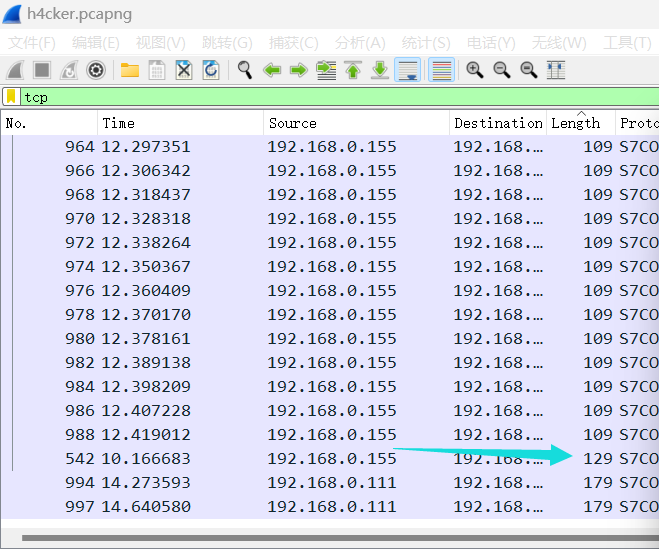 h4cker.pcapng
文件(F) 编辑(E) 视图(V) 跳转(G) 捕获(C) 分析(A) 统计(S) 电话(Y) 无线(W) 工具(T)
tcp
No. Time Source Destination Length Proto
964 12.297351 192.168.0.155 192.168.… 109 S7CO
966 12.306342 192.168.0.155 192.168.… 109 S7CO
968 12.318437 192.168.0.155 192.168.… 109 S7CO
970 12.328318 192.168.0.155 192.168.… 109 S7CO
972 12.338264 192.168.0.155 192.168.… 109 S7CO
974 12.350367 192.168.0.155 192.168.… 109 S7CO
976 12.360409 192.168.0.155 192.168.… 109 S7CO
978 12.370170 192.168.0.155 192.168.… 109 S7CO
980 12.378161 192.168.0.155 192.168.… 109 S7CO
982 12.389138 192.168.0.155 192.168.… 109 S7CO
984 12.398209 192.168.0.155 192.168.… 109 S7CO
986 12.407228 192.168.0.155 192.168.… 109 S7CO
988 12.419012 192.168.0.155 192.168.… 109 S7CO
542 10.166683 192.168.0.155 192.168.… 129 S7CO
994 14.273593 192.168.0.111 192.168.… 179 S7CO
997 14.640580 192.168.0.111 192.168.… 179 S7CO